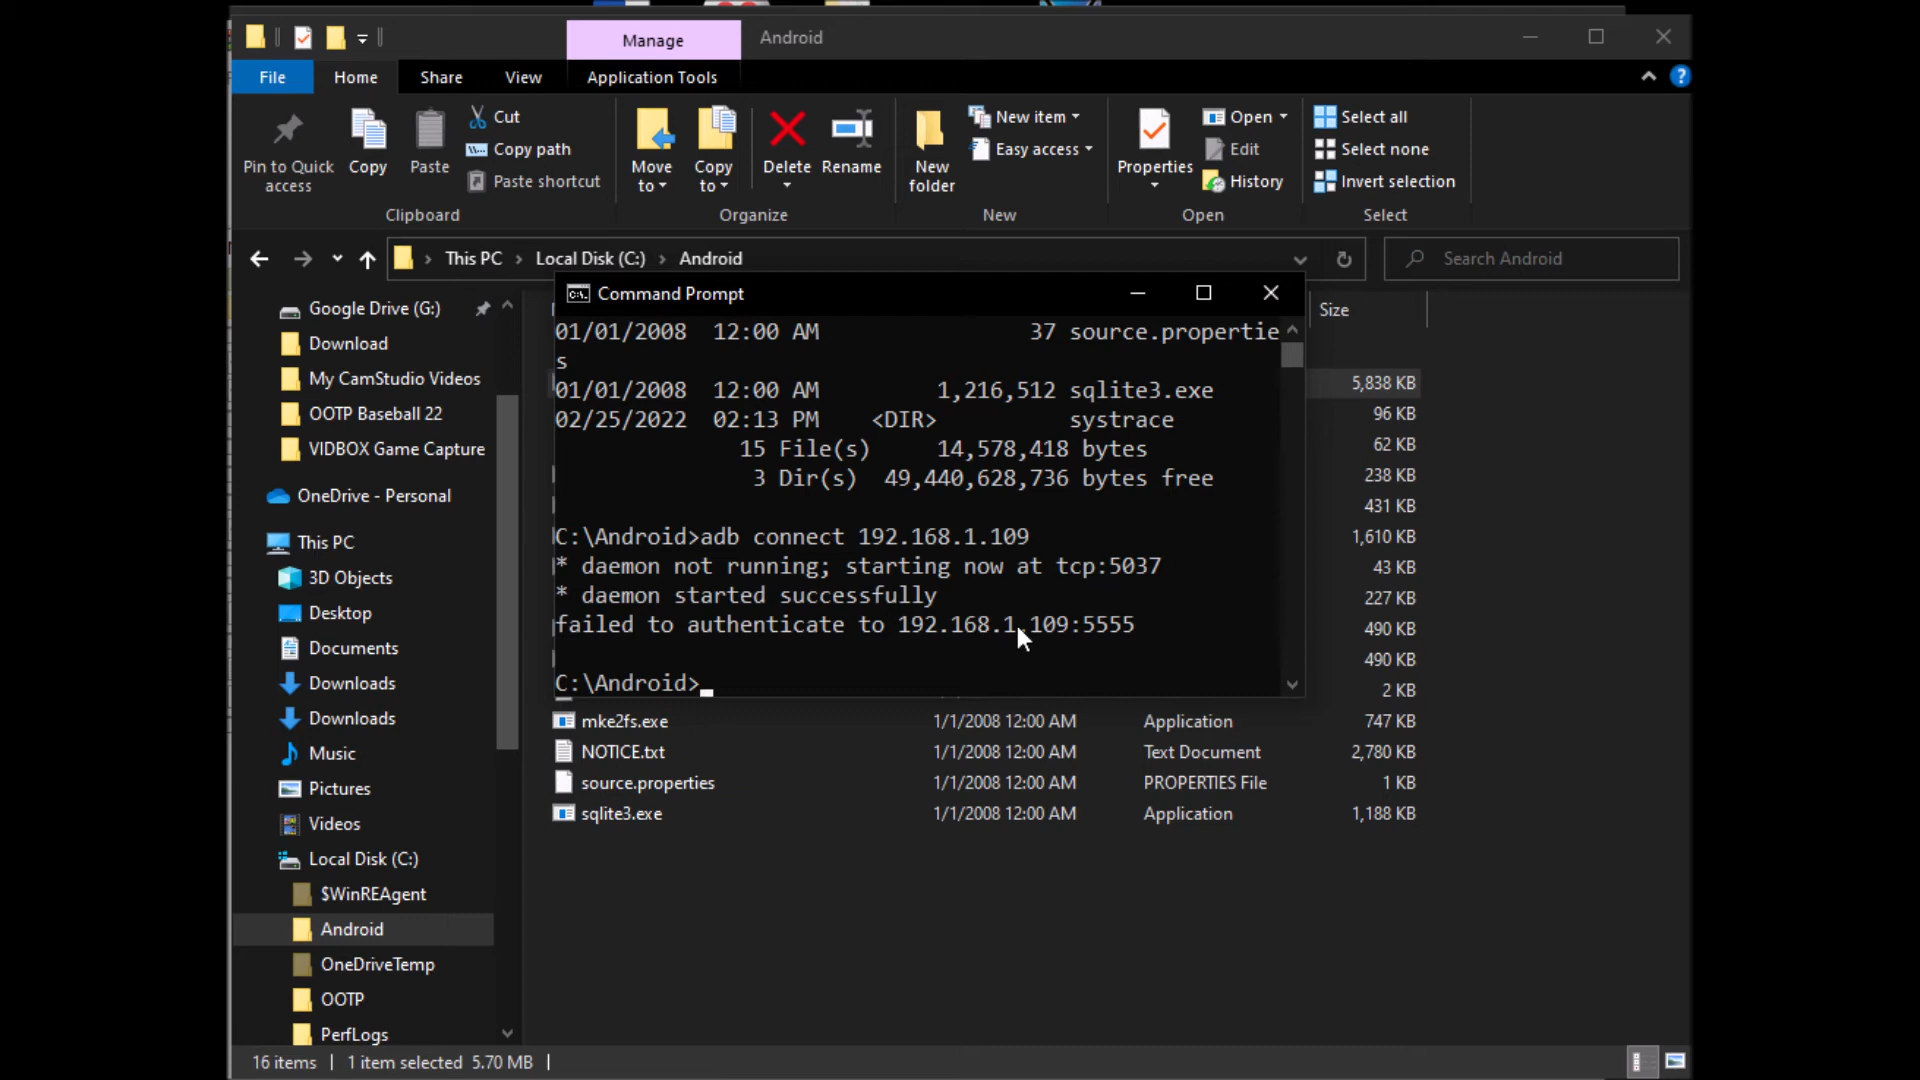 Manage
Android
File
Home
Share
View
Application Tools
Pin to Quick
access
Copy
Paste
Cut
Copy path
Paste shortcut
Clipboard
Move
to
Copy
to
Delete
Rename
Organize
New
folder
New item
Easy access
New
Properties
Open
Edit
History
Open
Select all
Select none
Invert selection
Select
This PC > Local Disk (C:) > Android
Search Android
Google Drive (G:)
Download
My CamStudio Videos
OOTP Baseball 22
VIDBOX Game Capture
OneDrive - Personal
This PC
3D Objects
Desktop
Documents
Downloads
Downloads
Music
Pictures
Videos
Local Disk (C:)
$WinREAgent
Android
OneDriveTemp
OOTP
PerfLogs
Command Prompt
01/01/2008 12:00 AM 37 source.propertie
s
01/01/2008 12:00 AM 1,216,512 sqlite3.exe
02/25/2022 02:13 PM <DIR> systrace
15 File(s) 14,578,418 bytes
3 Dir(s) 49,440,628,736 bytes free
C:\Android>adb connect 192.168.1.109
* daemon not running; starting now at tcp:5037
* daemon started successfully
failed to authenticate to 192.168.1.109:5555
C:\Android>
Size
5,838 KB
96 KB
62 KB
238 KB
431 KB
1,610 KB
43 KB
227 KB
490 KB
490 KB
2 KB
mke2fs.exe 1/1/2008 12:00 AM Application 747 KB
NOTICE.txt 1/1/2008 12:00 AM Text Document 2,780 KB
source.properties 1/1/2008 12:00 AM PROPERTIES File 1 KB
sqlite3.exe 1/1/2008 12:00 AM Application 1,188 KB
16 items
1 item selected 5.70 MB